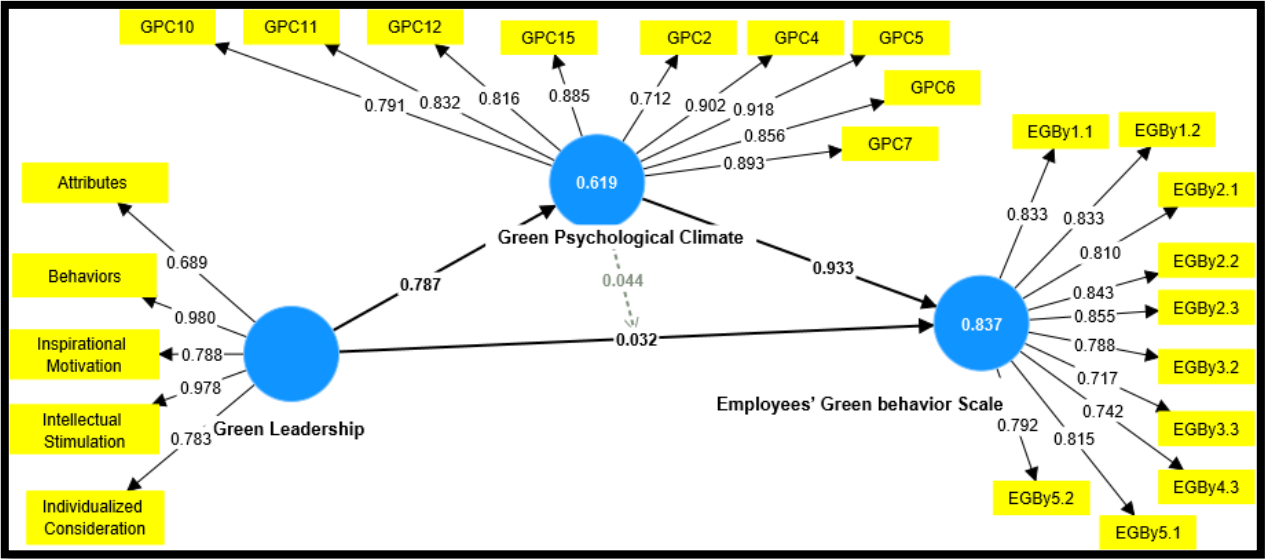 GPC10
GPC11
GPC12
GPC15
GPC2
GPC4
GPC5
GPC6
GPC7
0.791
0.832
0.816
0.885
0.712
0.902
0.918
0.856
0.893
0.619
Green Psychological Climate
EGBy1.1
EGBy1.2
EGBy2.1
EGBy2.2
EGBy2.3
EGBy3.2
EGBy3.3
EGBy4.3
EGBy5.1
EGBy5.2
0.833
0.833
0.810
0.843
0.855
0.788
0.717
0.742
0.815
0.792
0.837
Employees' Green behavior Scale
Attributes
Behaviors
Inspirational
Motivation
Intellectual
Stimulation
Individualized
Consideration
0.689
0.980
0.788
0.978
0.783
Green Leadership
0.787
0.044
0.933
0.032